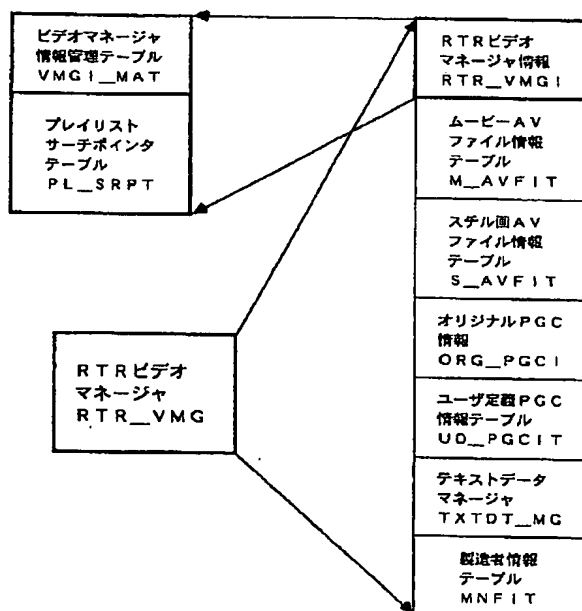 ビデオマネージャ
情報管理テーブル
VMGI_MAT
プレイリスト
サーチポインタ
テーブル
PL_SRPT
RTRビデオ
マネージャ
RTR_VMG
RTRビデオ
マネージャ情報
RTR_VMGI
ムービーAV
ファイル情報
テーブル
M_AVFIT
スチル画AV
ファイル情報
テーブル
S_AVFIT
オリジナルPGC
情報
ORG_PGCI
ユーザ定義PGC
情報テーブル
UD_PGCIT
テキストデータ
マネージャ
TXTDT_MG
製造者情報
テーブル
MNFIT